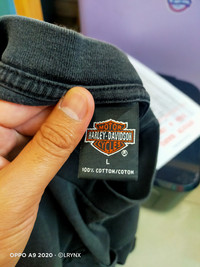 MOTOR
HARLEY-DAVIDSON
CYCLES
®
L
100% COTTON/COTON
OPPO A9 2020 · ©LRYNX